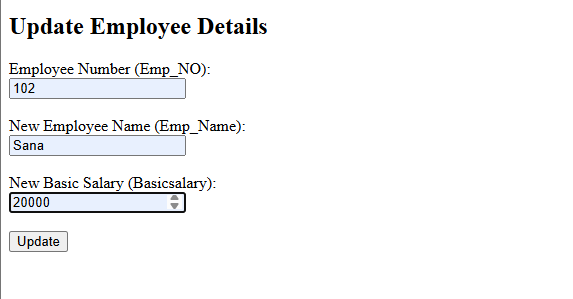 Update Employee Details
Employee Number (Emp_NO):
102
New Employee Name (Emp_Name):
Sana
New Basic Salary (Basicsalary):
20000
Update